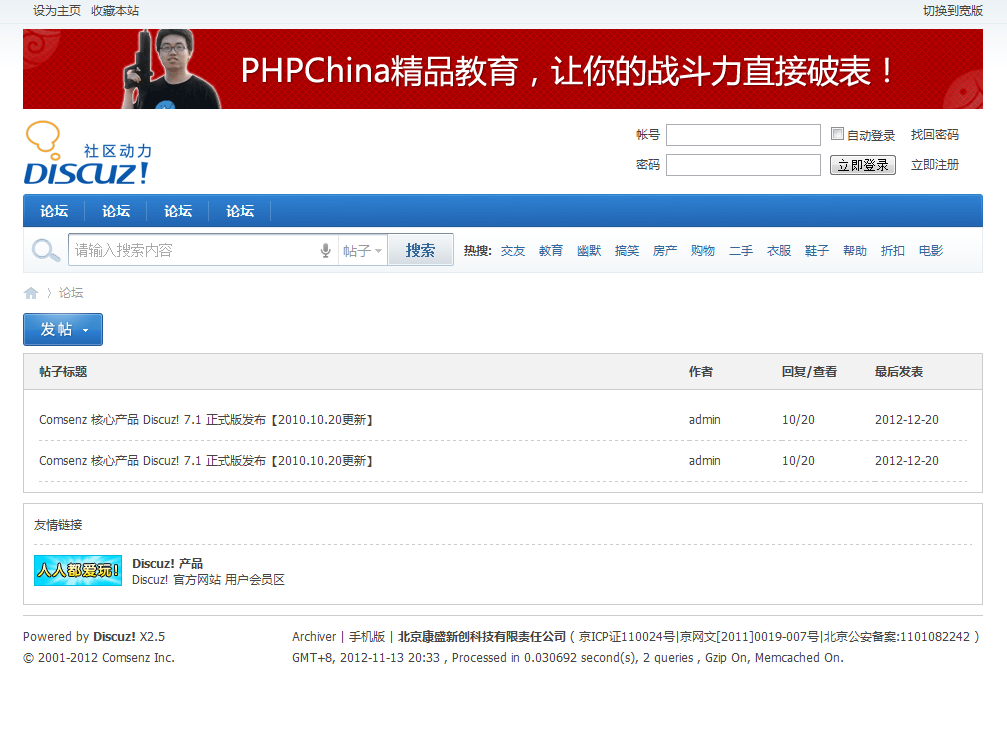 设为主页 收藏本站 切换到宽版
PHPChina精品教育，让你的战斗力直接破表！
社区动力
DISCUZ!
帐号 自动登录 找回密码
密码 立即登录 立即注册
论坛 论坛 论坛 论坛
请输入搜索内容 帖子 搜索 热搜: 交友 教育 幽默 搞笑 房产 购物 二手 衣服 鞋子 帮助 折扣 电影
论坛
发帖
帖子标题 作者 回复/查看 最后发表
Comsenz 核心产品 Discuz! 7.1 正式版发布【2010.10.20更新】 admin 10/20 2012-12-20
Comsenz 核心产品 Discuz! 7.1 正式版发布【2010.10.20更新】 admin 10/20 2012-12-20
友情链接
人人都爱玩!
Discuz! 产品
Discuz! 官方网站 用户会员区
Powered by Discuz! X2.5
© 2001-2012 Comsenz Inc.
Archiver | 手机版 | 北京康盛新创科技有限责任公司 ( 京ICP证110024号|京网文[2011]0019-007号|北京公安备案:1101082242 )
GMT+8, 2012-11-13 20:33 , Processed in 0.030692 second(s), 2 queries , Gzip On, Memcached On.